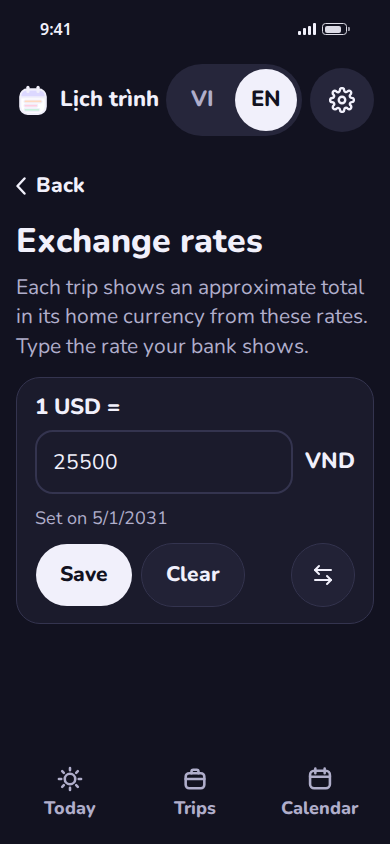 9:41
Lịch trình VI EN
Back
Exchange rates
Each trip shows an approximate total
in its home currency from these rates.
Type the rate your bank shows.
1 USD =
25500 VND
Set on 5/1/2031
Save Clear
Today Trips Calendar